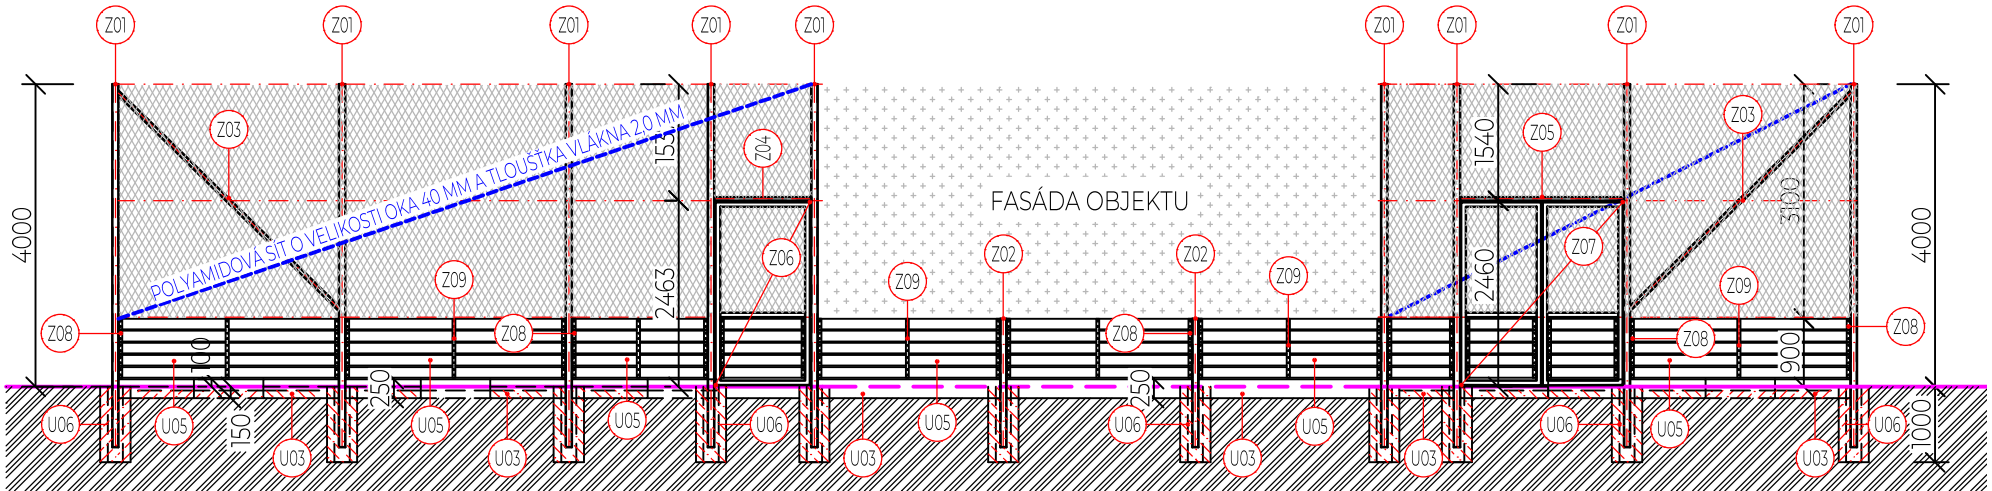 Z01 Z01 Z01 Z01 Z01 Z01 Z01 Z01 Z01
4000
Z03
1540
Z05
Z03
Z04
POLYAMIDOVÁ SÍŤ O VELIKOSTI OKA 40 MM A TLOUŠŤKA VLÁKNA 2.0 MM
FASÁDA OBJEKTU
3100
4000
Z06
Z02 Z02
Z07
2463
Z09
Z09
Z09
2460
Z09
Z08
Z08
Z08
Z08
Z08
900
100
250
250
150
U06
U05
U05
U05
U06
U05
U06
U05
U06
U05
U06
1000
U03
U03
U03
U03
U03
U03